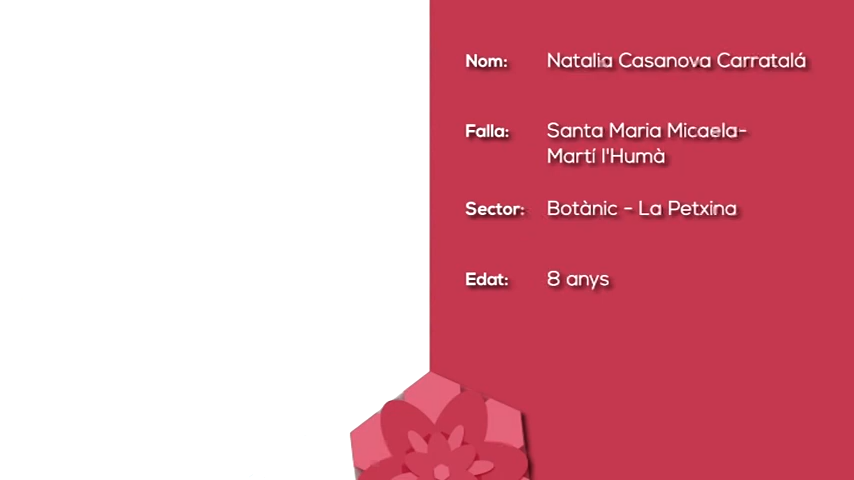 Nom: Natalia Casanova Carratalá
Falla: Santa Maria Micaela-
Martí l'Humà
Sector: Botànic - La Petxina
Edat: 8 anys